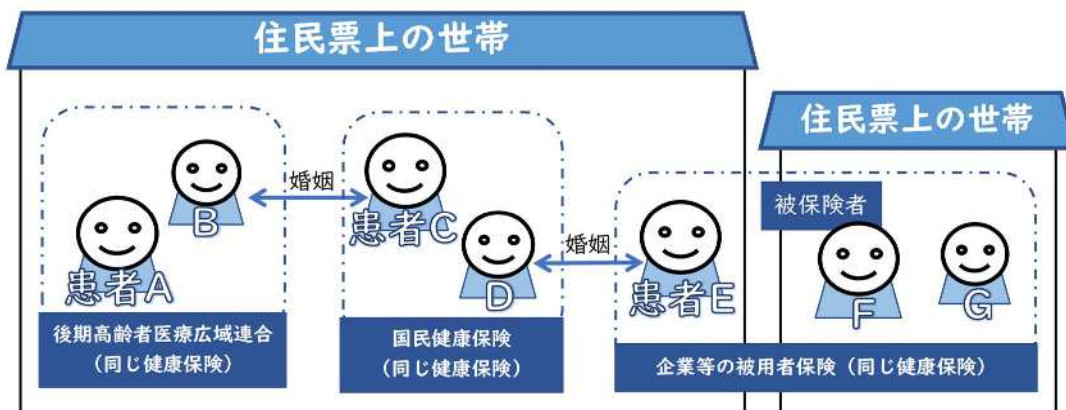 住民票上の世帯
住民票上の世帯
婚姻
被保険者
B
患者C
婚姻
患者A
D
患者E
F
G
後期高齢者医療広域連合
（同じ健康保険）
国民健康保険
（同じ健康保険）
企業等の被用者保険（同じ健康保険）